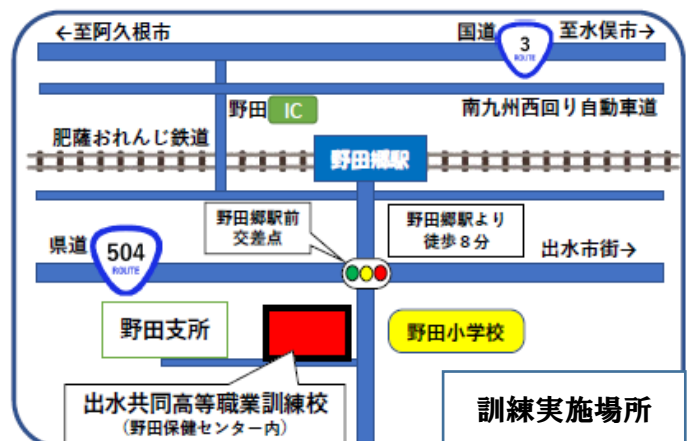 ←至阿久根市
国道
3
ROUTE
至水俣市→
野田 IC
南九州西回り自動車道
肥薩おれんじ鉄道
野田郷駅
野田郷駅前
交差点
野田郷駅より
徒歩8分
県道
504
ROUTE
出水市街→
野田支所
野田小学校
出水共同高等職業訓練校
(野田保健センター内)
訓練実施場所